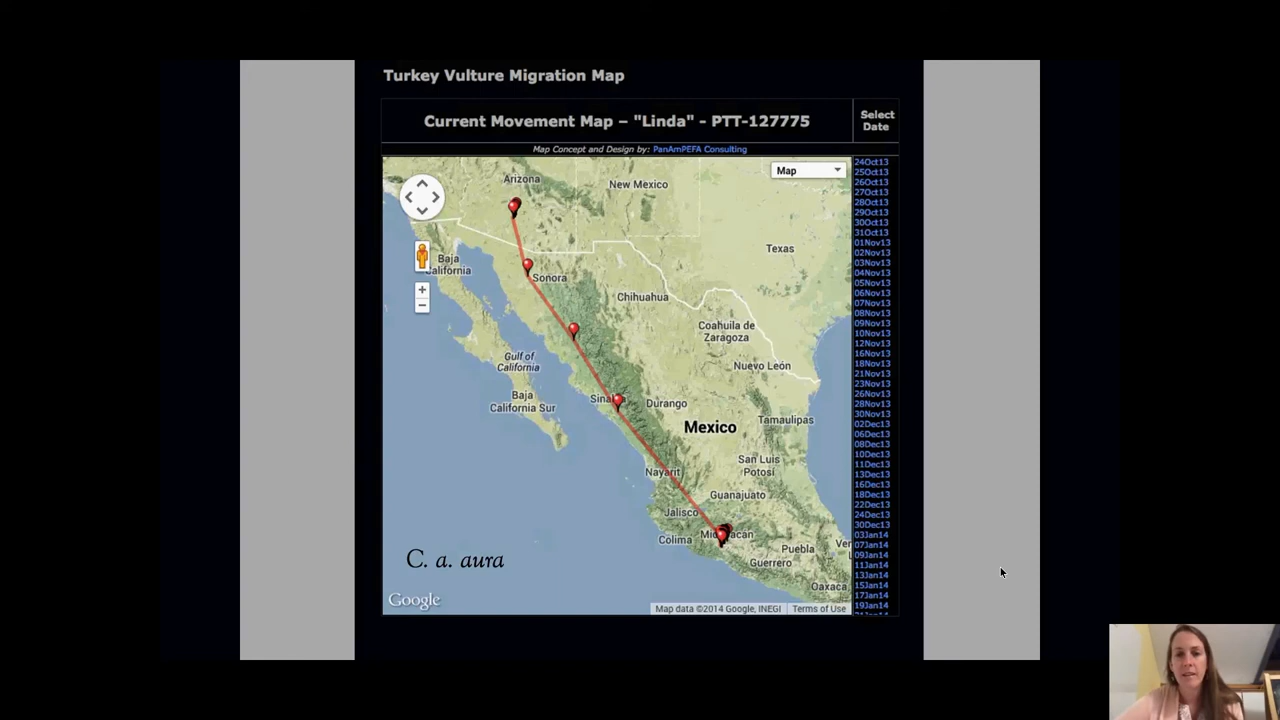 Turkey Vulture Migration Map
Current Movement Map – "Linda" - PTT-127775
Select
Date
Map Concept and Design by: PanAmPEFA Consulting
Map
Arizona
New Mexico
Texas
Baja
California
Sonora
Chihuahua
Coahuila de
Zaragoza
Gulf of
California
Nuevo León
Baja
California Sur
Durango
Tamaulipas
Mexico
San Luis
Potosí
Nayarit
Guanajuato
Jalisco
Colima
Puebla
Guerrero
Oaxaca
C. a. aura
Google
Map data ©2014 Google, INEGI
Terms of Use
24Oct13
25Oct13
26Oct13
27Oct13
28Oct13
29Oct13
30Oct13
31Oct13
01Nov13
02Nov13
03Nov13
04Nov13
05Nov13
06Nov13
07Nov13
08Nov13
09Nov13
10Nov13
12Nov13
16Nov13
18Nov13
21Nov13
23Nov13
26Nov13
28Nov13
30Nov13
02Dec13
06Dec13
08Dec13
10Dec13
11Dec13
13Dec13
16Dec13
18Dec13
22Dec13
24Dec13
30Dec13
03Jan14
07Jan14
09Jan14
11Jan14
13Jan14
15Jan14
17Jan14
19Jan14